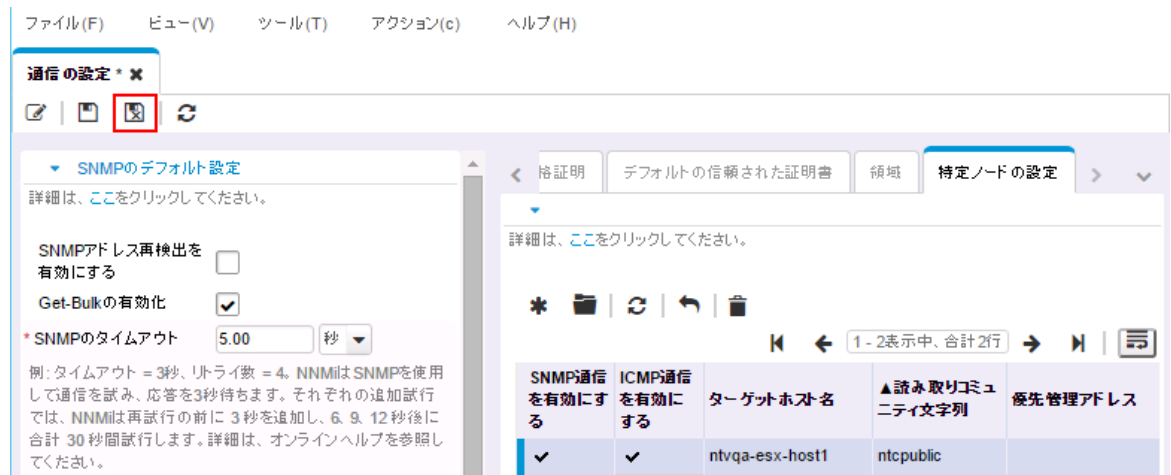 ファイル(F) ビュー(V) ツール(T) アクション(c) ヘルプ(H)
通信の設定 *
SNMPのデフォルト設定
詳細は、ここをクリックしてください。
SNMPアドレス再検出を
有効にする
Get-Bulkの有効化
* SNMPのタイムアウト 5.00 秒
例: タイムアウト = 3秒、リトライ数 = 4。NNMiはSNMPを使用
して通信を試み、応答を3秒待ちます。それぞれの追加試行
では、NNMiは再試行の前に 3 秒を追加し、6、9、12 秒後に
合計 30 秒間試行します。詳細は、オンラインヘルプを参照し
てください。
格証明 デフォルトの信頼された証明書 領域 特定ノードの設定
詳細は、ここをクリックしてください。
1 - 2表示中、合計2行
SNMP通信
を有効にす
る
ICMP通信
を有効に
する
ターゲットホスト名
▲読み取りコミュ
ニティ文字列
優先管理アドレス
ntvqa-esx-host1 ntcpublic